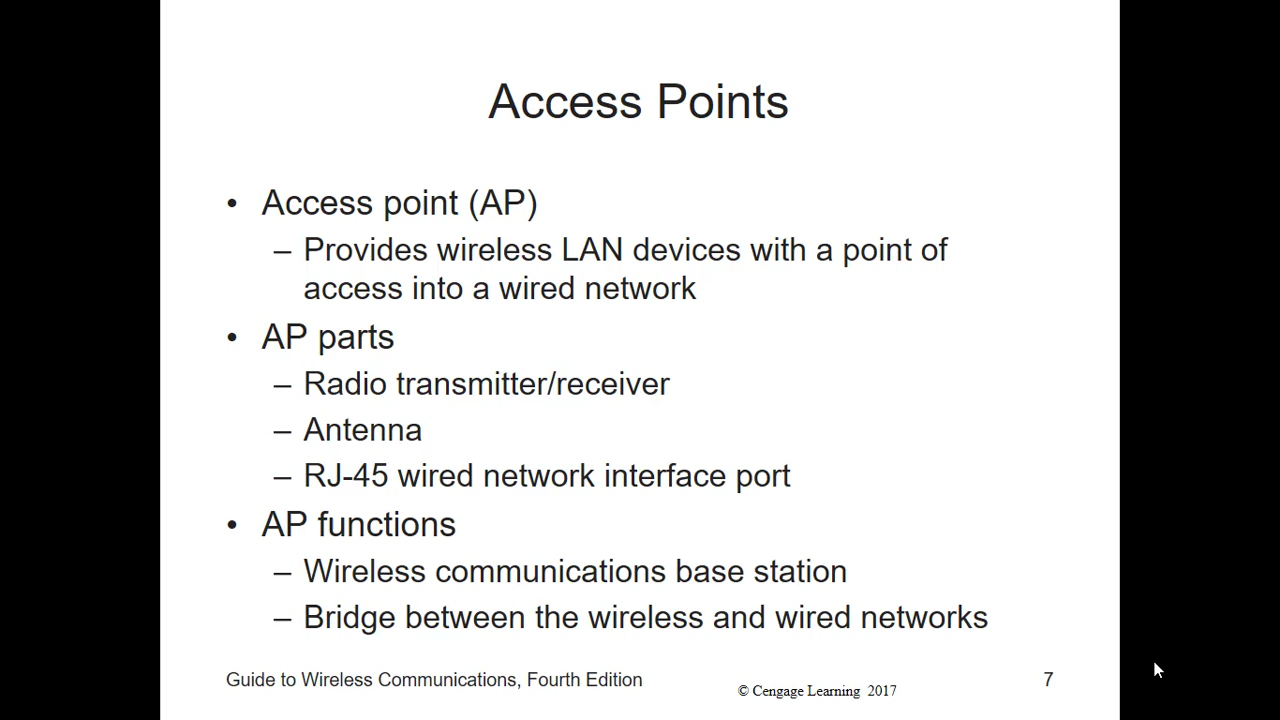 Access Points
• Access point (AP)
– Provides wireless LAN devices with a point of
access into a wired network
• AP parts
– Radio transmitter/receiver
– Antenna
– RJ-45 wired network interface port
• AP functions
– Wireless communications base station
– Bridge between the wireless and wired networks
Guide to Wireless Communications, Fourth Edition
© Cengage Learning 2017
7